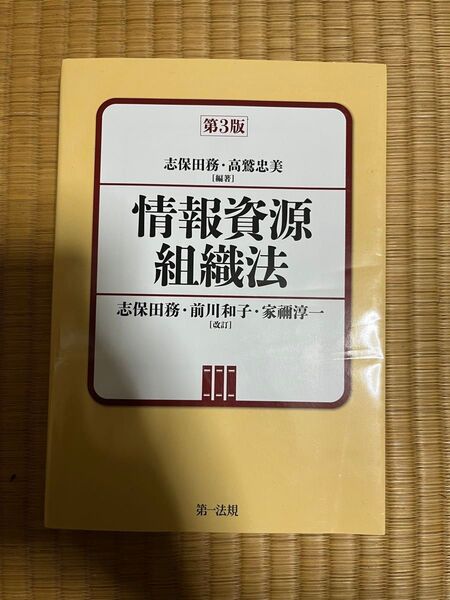 第3版
志保田務・高鷲忠美
[編著]
情報資源
組織法
志保田務・前川和子・家禰淳一
[改訂]
第一法規